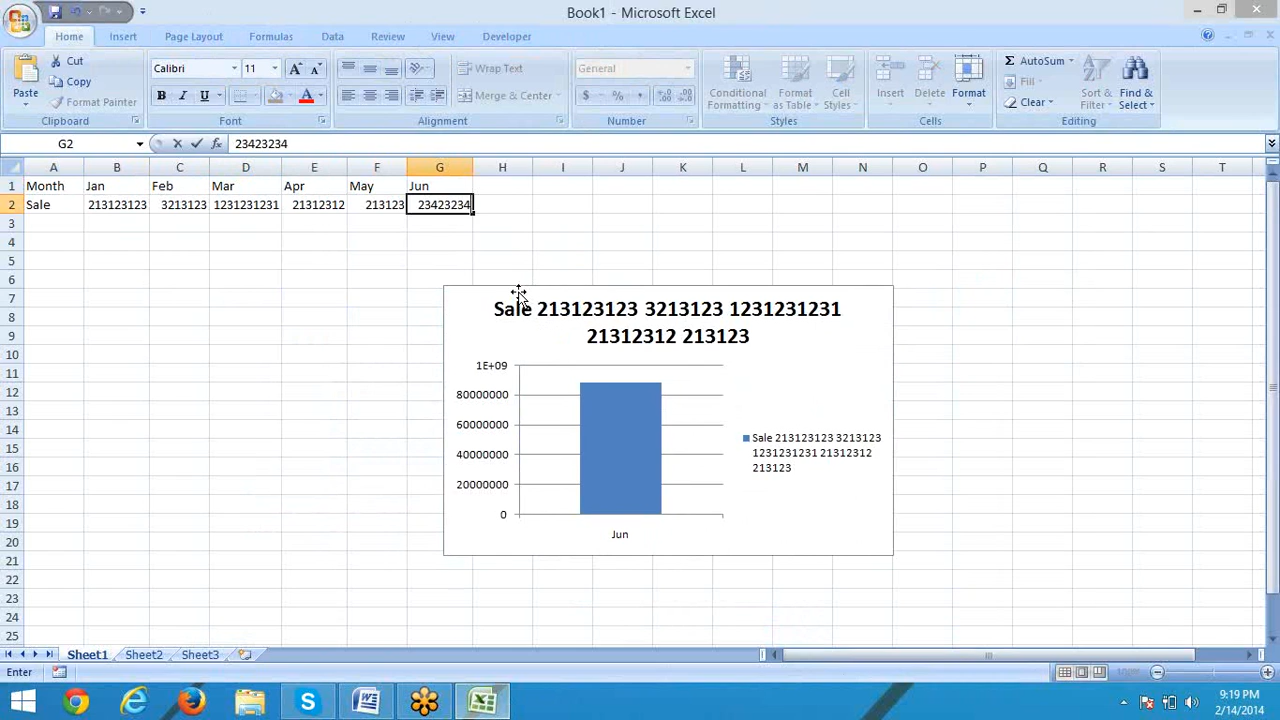 Book1 - Microsoft Excel
Home Insert Page Layout Formulas Data Review View Developer
Paste Cut Copy Format Painter Clipboard
Calibri 11 B I U A Font
Wrap Text Merge & Center Alignment
General $ % , Number
Conditional Formatting Format as Table Cell Styles Styles
Insert Delete Format Cells
AutoSum Fill Clear Sort & Filter Find & Select Editing
G2 fx 23423234
A B C D E F G H I J K L M N O P Q R S T
1 Month Jan Feb Mar Apr May Jun
2 Sale 213123123 3213123 1231231231 21312312 213123 23423234
3
4
5
6
7
8
9
10
11
12
13
14
15
16
17
18
19
20
21
22
23
24
25
Sale 213123123 3213123 1231231231
21312312 213123
1E+09
80000000
60000000
40000000
20000000
0
Jun
Sale 213123123 3213123
1231231231 21312312
213123
Sheet1 Sheet2 Sheet3
Enter 100%
9:19 PM
2/14/2014